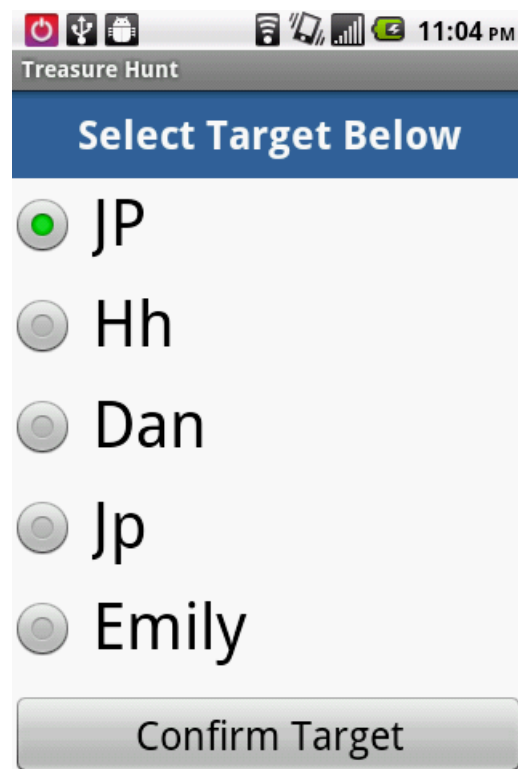 11:04 PM
Treasure Hunt
Select Target Below
JP
Hh
Dan
Jp
Emily
Confirm Target